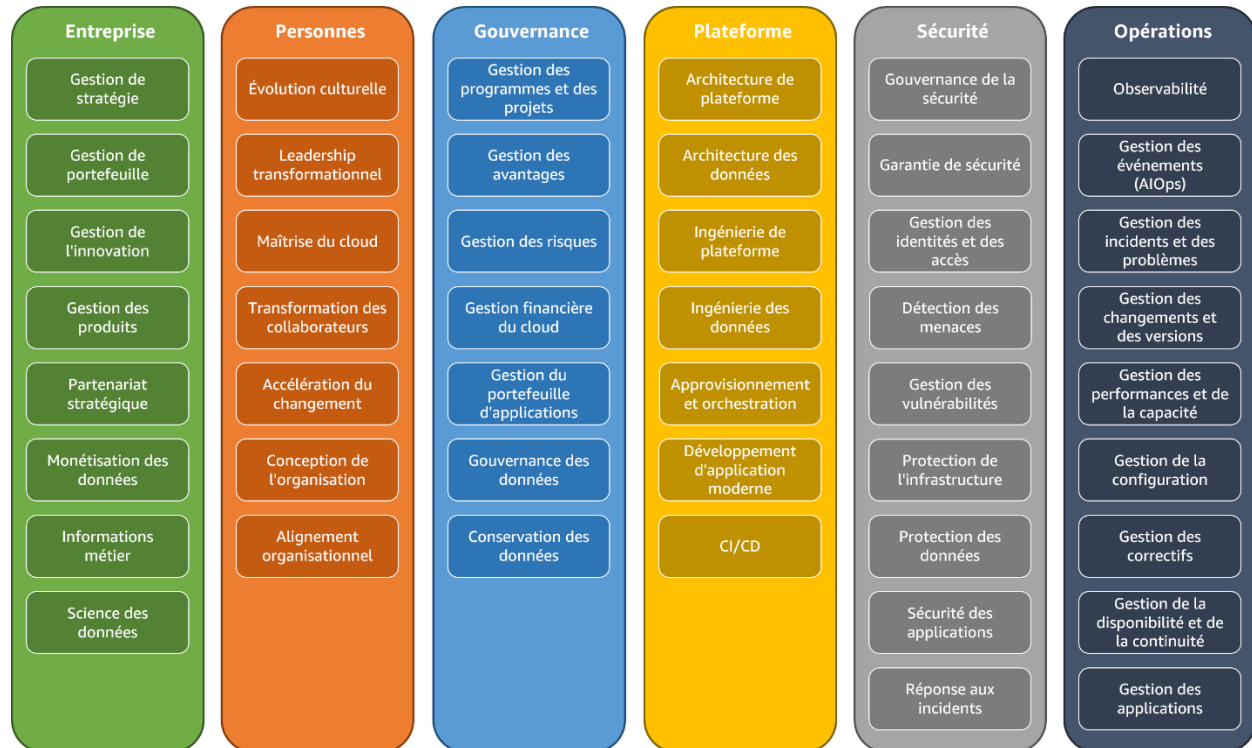 Entreprise
Gestion de
stratégie
Gestion de
portefeuille
Gestion de
l'innovation
Gestion des
produits
Partenariat
stratégique
Monétisation des
données
Informations
métier
Science des
données
Personnes
Évolution culturelle
Leadership
transformationnel
Maîtrise du cloud
Transformation des
collaborateurs
Accélération du
changement
Conception de
l'organisation
Alignement
organisationnel
Gouvernance
Gestion des
programmes et des
projets
Gestion des
avantages
Gestion des risques
Gestion financière
du cloud
Gestion du
portefeuille
d'applications
Gouvernance des
données
Conservation des
données
Plateforme
Architecture de
plateforme
Architecture des
données
Ingénierie de
plateforme
Ingénierie des
données
Approvisionnement
et orchestration
Développement
d'application
moderne
CI/CD
Sécurité
Gouvernance de la
sécurité
Garantie de sécurité
Gestion des
identités et des
accès
Détection des
menaces
Gestion des
vulnérabilités
Protection de
l'infrastructure
Protection des
données
Sécurité des
applications
Réponse aux
incidents
Opérations
Observabilité
Gestion des
événements
(AIOps)
Gestion des
incidents et des
problèmes
Gestion des
changements et
des versions
Gestion des
performances et de
la capacité
Gestion de la
configuration
Gestion des
correctifs
Gestion de la
disponibilité et de
la continuité
Gestion des
applications